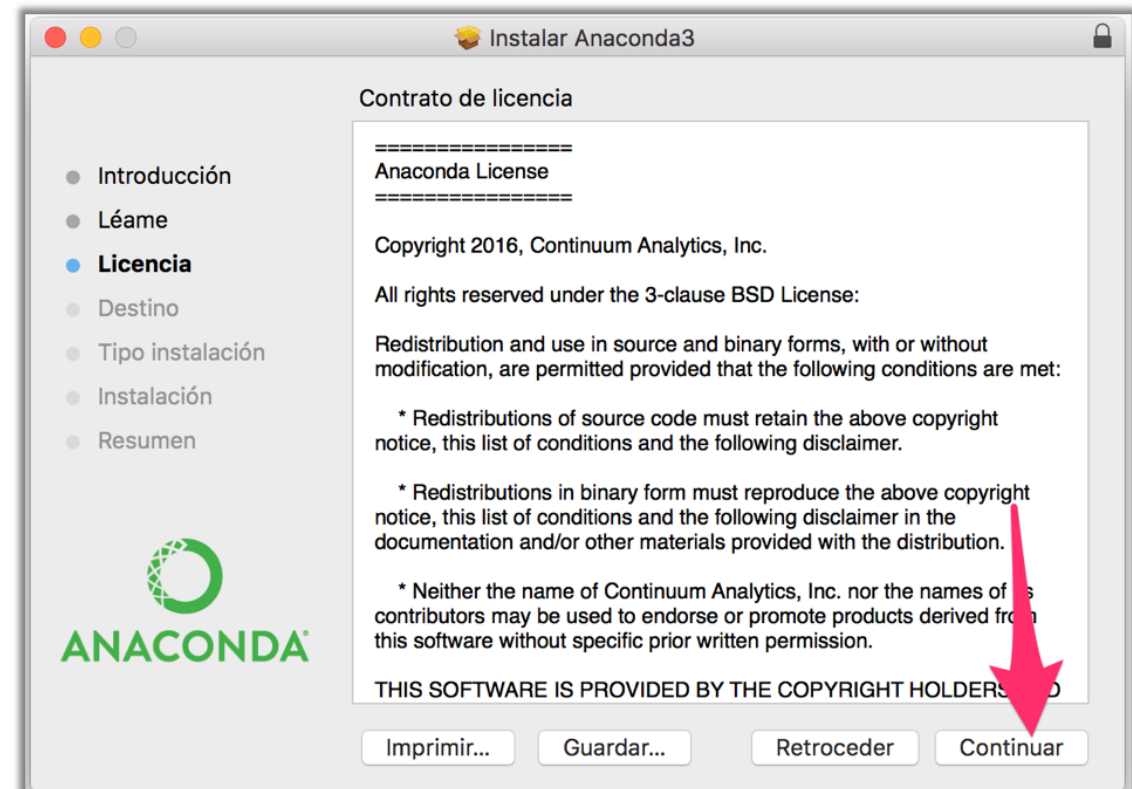 Instalar Anaconda3
Contrato de licencia
Introducción
Léame
Licencia
Destino
Tipo instalación
Instalación
Resumen
ANACONDA
================
Anaconda License
================
Copyright 2016, Continuum Analytics, Inc.
All rights reserved under the 3-clause BSD License:
Redistribution and use in source and binary forms, with or without
modification, are permitted provided that the following conditions are met:
* Redistributions of source code must retain the above copyright
notice, this list of conditions and the following disclaimer.
* Redistributions in binary form must reproduce the above copyright
notice, this list of conditions and the following disclaimer in the
documentation and/or other materials provided with the distribution.
* Neither the name of Continuum Analytics, Inc. nor the names of
contributors may be used to endorse or promote products derived from
this software without specific prior written permission.
THIS SOFTWARE IS PROVIDED BY THE COPYRIGHT HOLDERS
Imprimir... Guardar... Retroceder Continuar